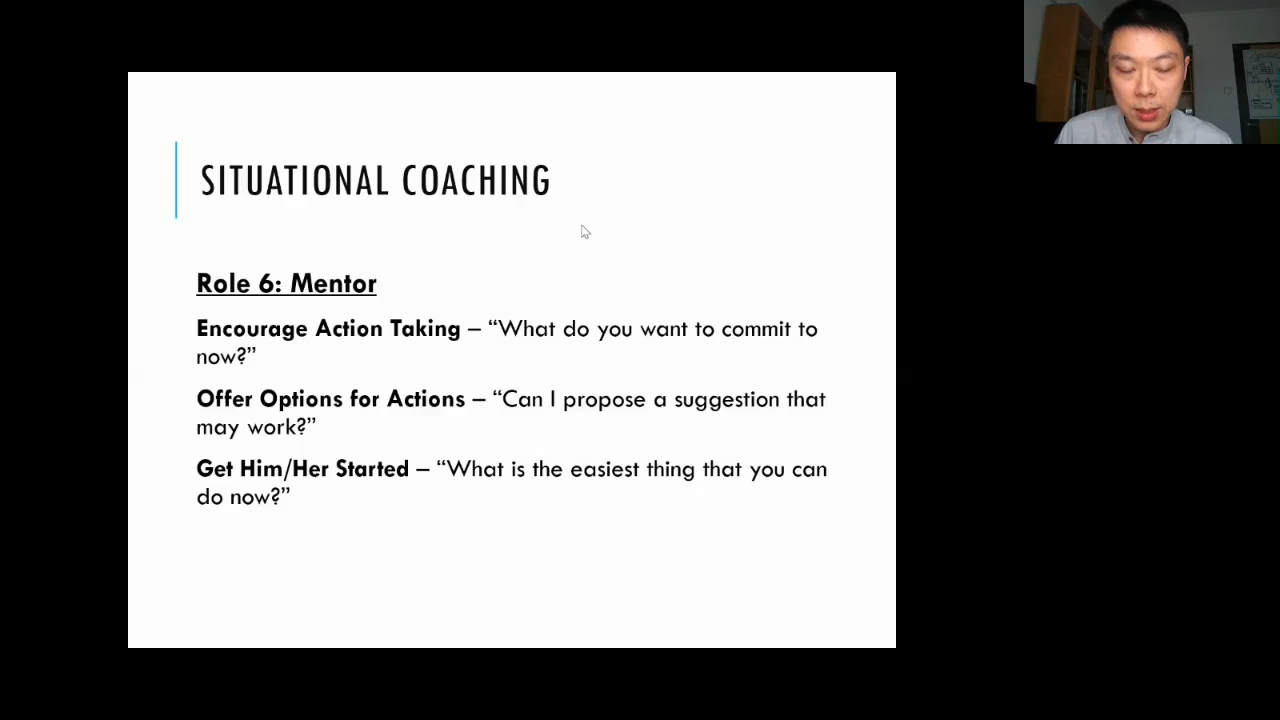 SITUATIONAL COACHING
Role 6: Mentor
Encourage Action Taking – “What do you want to commit to
now?”
Offer Options for Actions – “Can I propose a suggestion that
may work?”
Get Him/Her Started – “What is the easiest thing that you can
do now?”